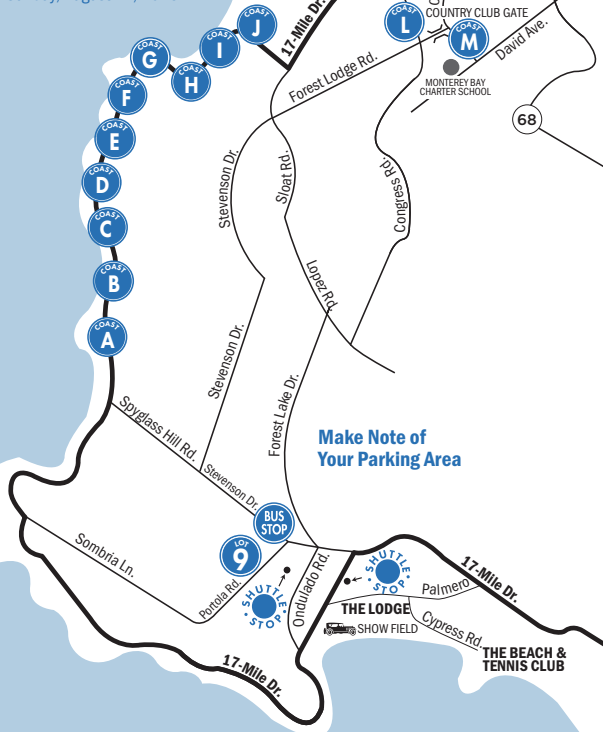 COAST
J
17-Mile Dr.
COAST
L
COUNTRY CLUB GATE
COAST
M
David Ave.
MONTEREY BAY
CHARTER SCHOOL
68
COAST
I
COAST
G
COAST
H
COAST
F
COAST
E
COAST
D
COAST
C
COAST
B
COAST
A
Forest Lodge Rd.
Stevenson Dr.
Sloat Rd.
Congress Rd.
Lopez Rd.
Stevenson Dr.
Forest Lake Dr.
Spyglass Hill Rd.
Stevenson Dr.
Make Note of
Your Parking Area
BUS
STOP
LOT
9
Sombria Ln.
Portola Rd.
SHUTTLE
STOP
Ondulado Rd.
SHUTTLE
STOP
Palmero
17-Mile Dr.
THE LODGE
SHOW FIELD
Cypress Rd.
THE BEACH &
TENNIS CLUB
17-Mile Dr.